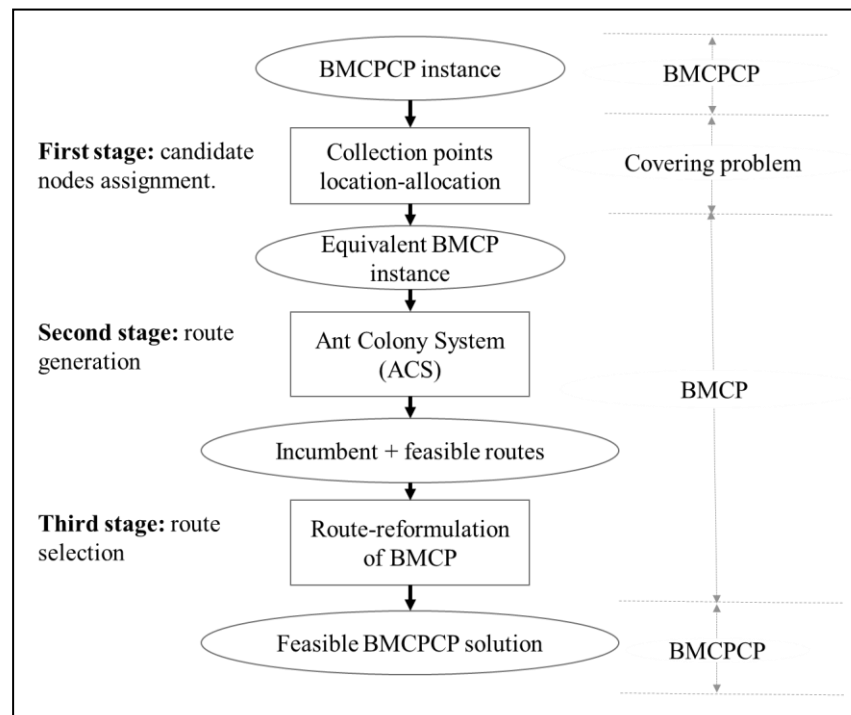 BMCPCP instance
BMCPCP
First stage: candidate
nodes assignment.
Collection points
location-allocation
Covering problem
Equivalent BMCP
instance
Second stage: route
generation
Ant Colony System
(ACS)
BMCP
Incumbent + feasible routes
Third stage: route
selection
Route-reformulation
of BMCP
Feasible BMCPCP solution
BMCPCP